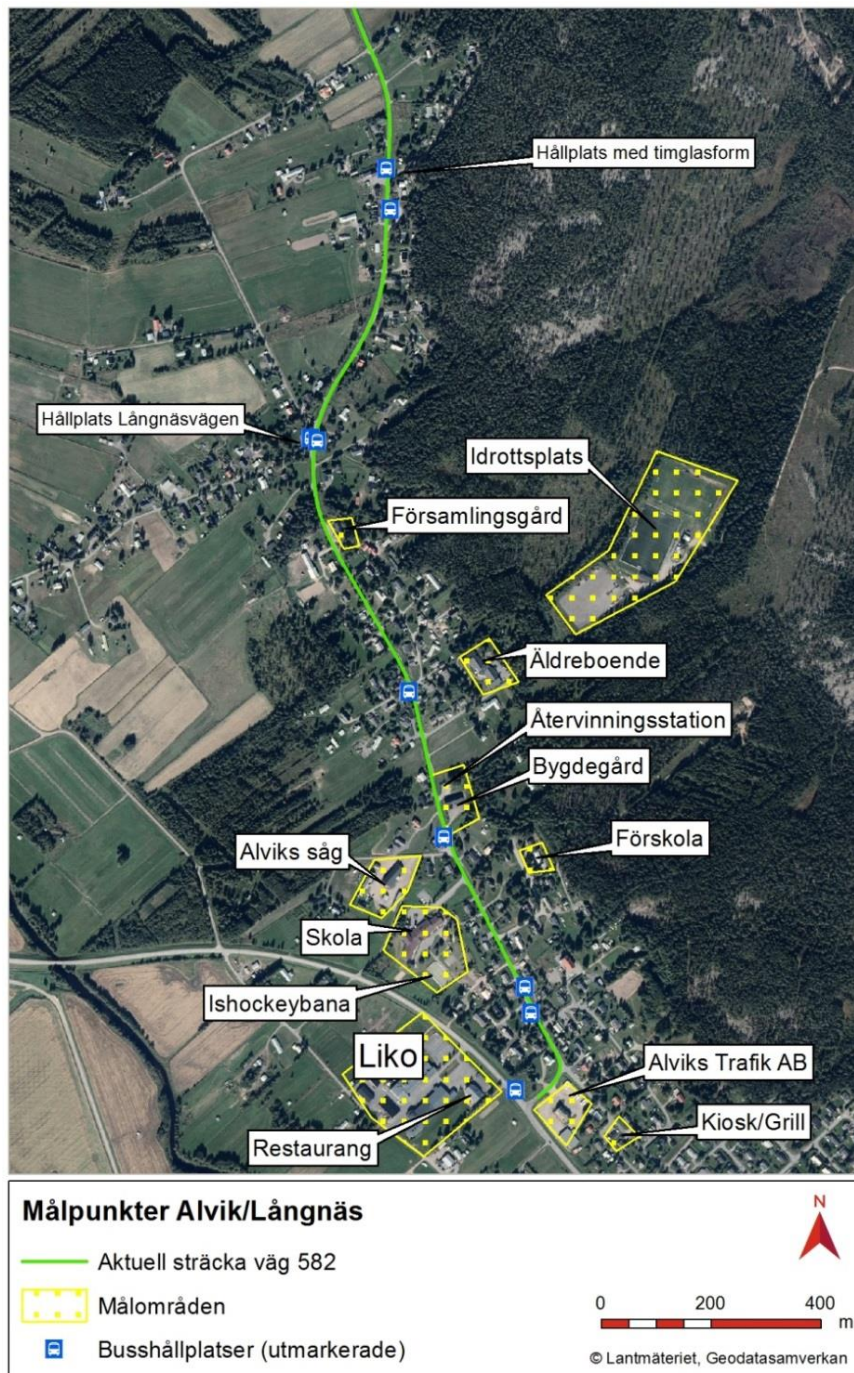 Hållplats med timglasform
Hållplats Långnäsvägen
Idrottsplats
Församlingsgård
Äldreboende
Återvinningsstation
Bygdegård
Förskola
Alviks såg
Skola
Ishockeybana
Liko
Alviks Trafik AB
Kiosk/Grill
Restaurang
Målpunkter Alvik/Långnäs
N
Aktuell sträcka väg 582
Målområden
Busshållplatser (utmarkerade)
0 200 400
m
© Lantmäteriet, Geodatasamverkan